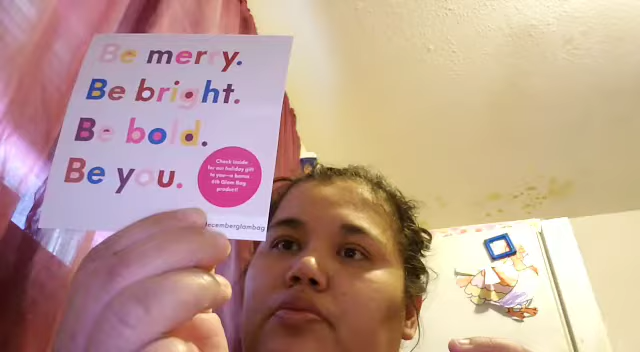 Be merry.
Be bright.
Be bold.
Be you.
Check inside
for our holiday gift
to you—a bonus
6th Glam Bag
product!
decemberglambag